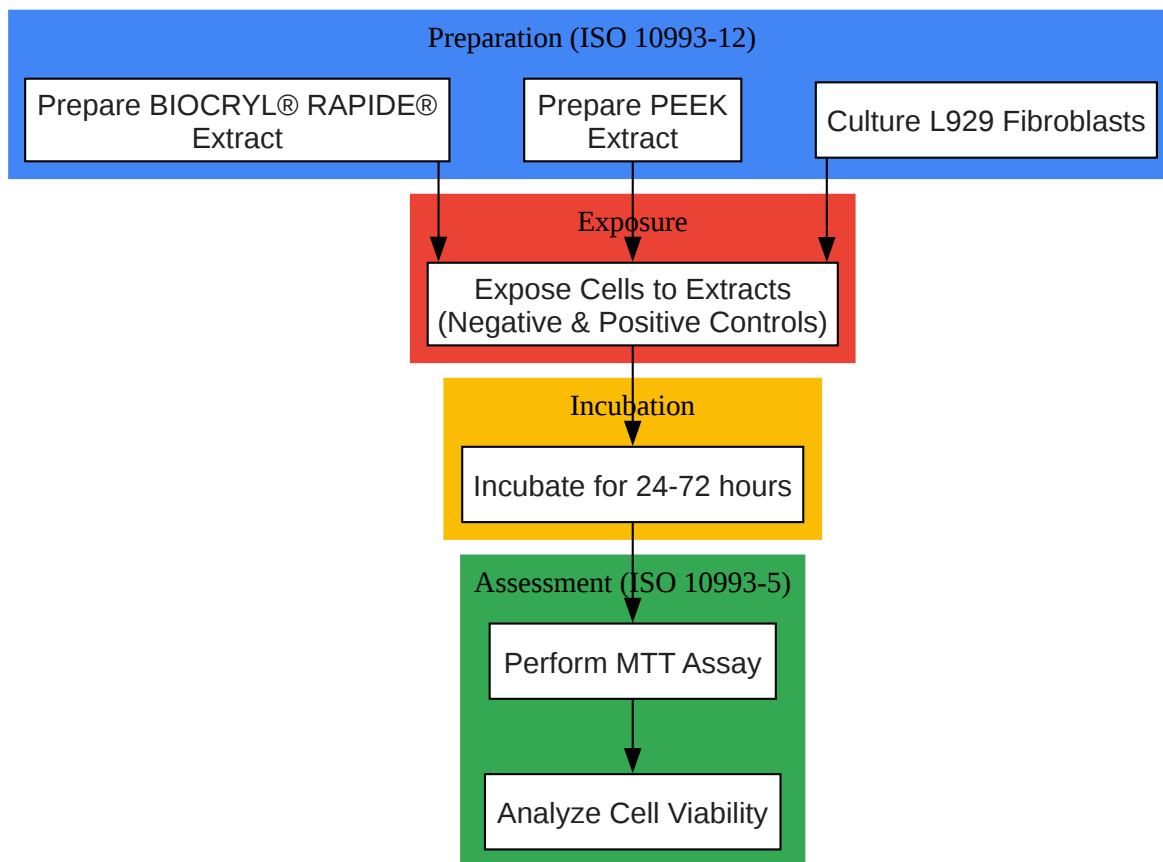 Preparation (ISO 10993-12)
Prepare BIOCRYL® RAPIDE®
Extract
Prepare PEEK
Extract
Culture L929 Fibroblasts
Exposure
Expose Cells to Extracts
(Negative & Positive Controls)
Incubation
Incubate for 24-72 hours
Assessment (ISO 10993-5)
Perform MTT Assay
Analyze Cell Viability